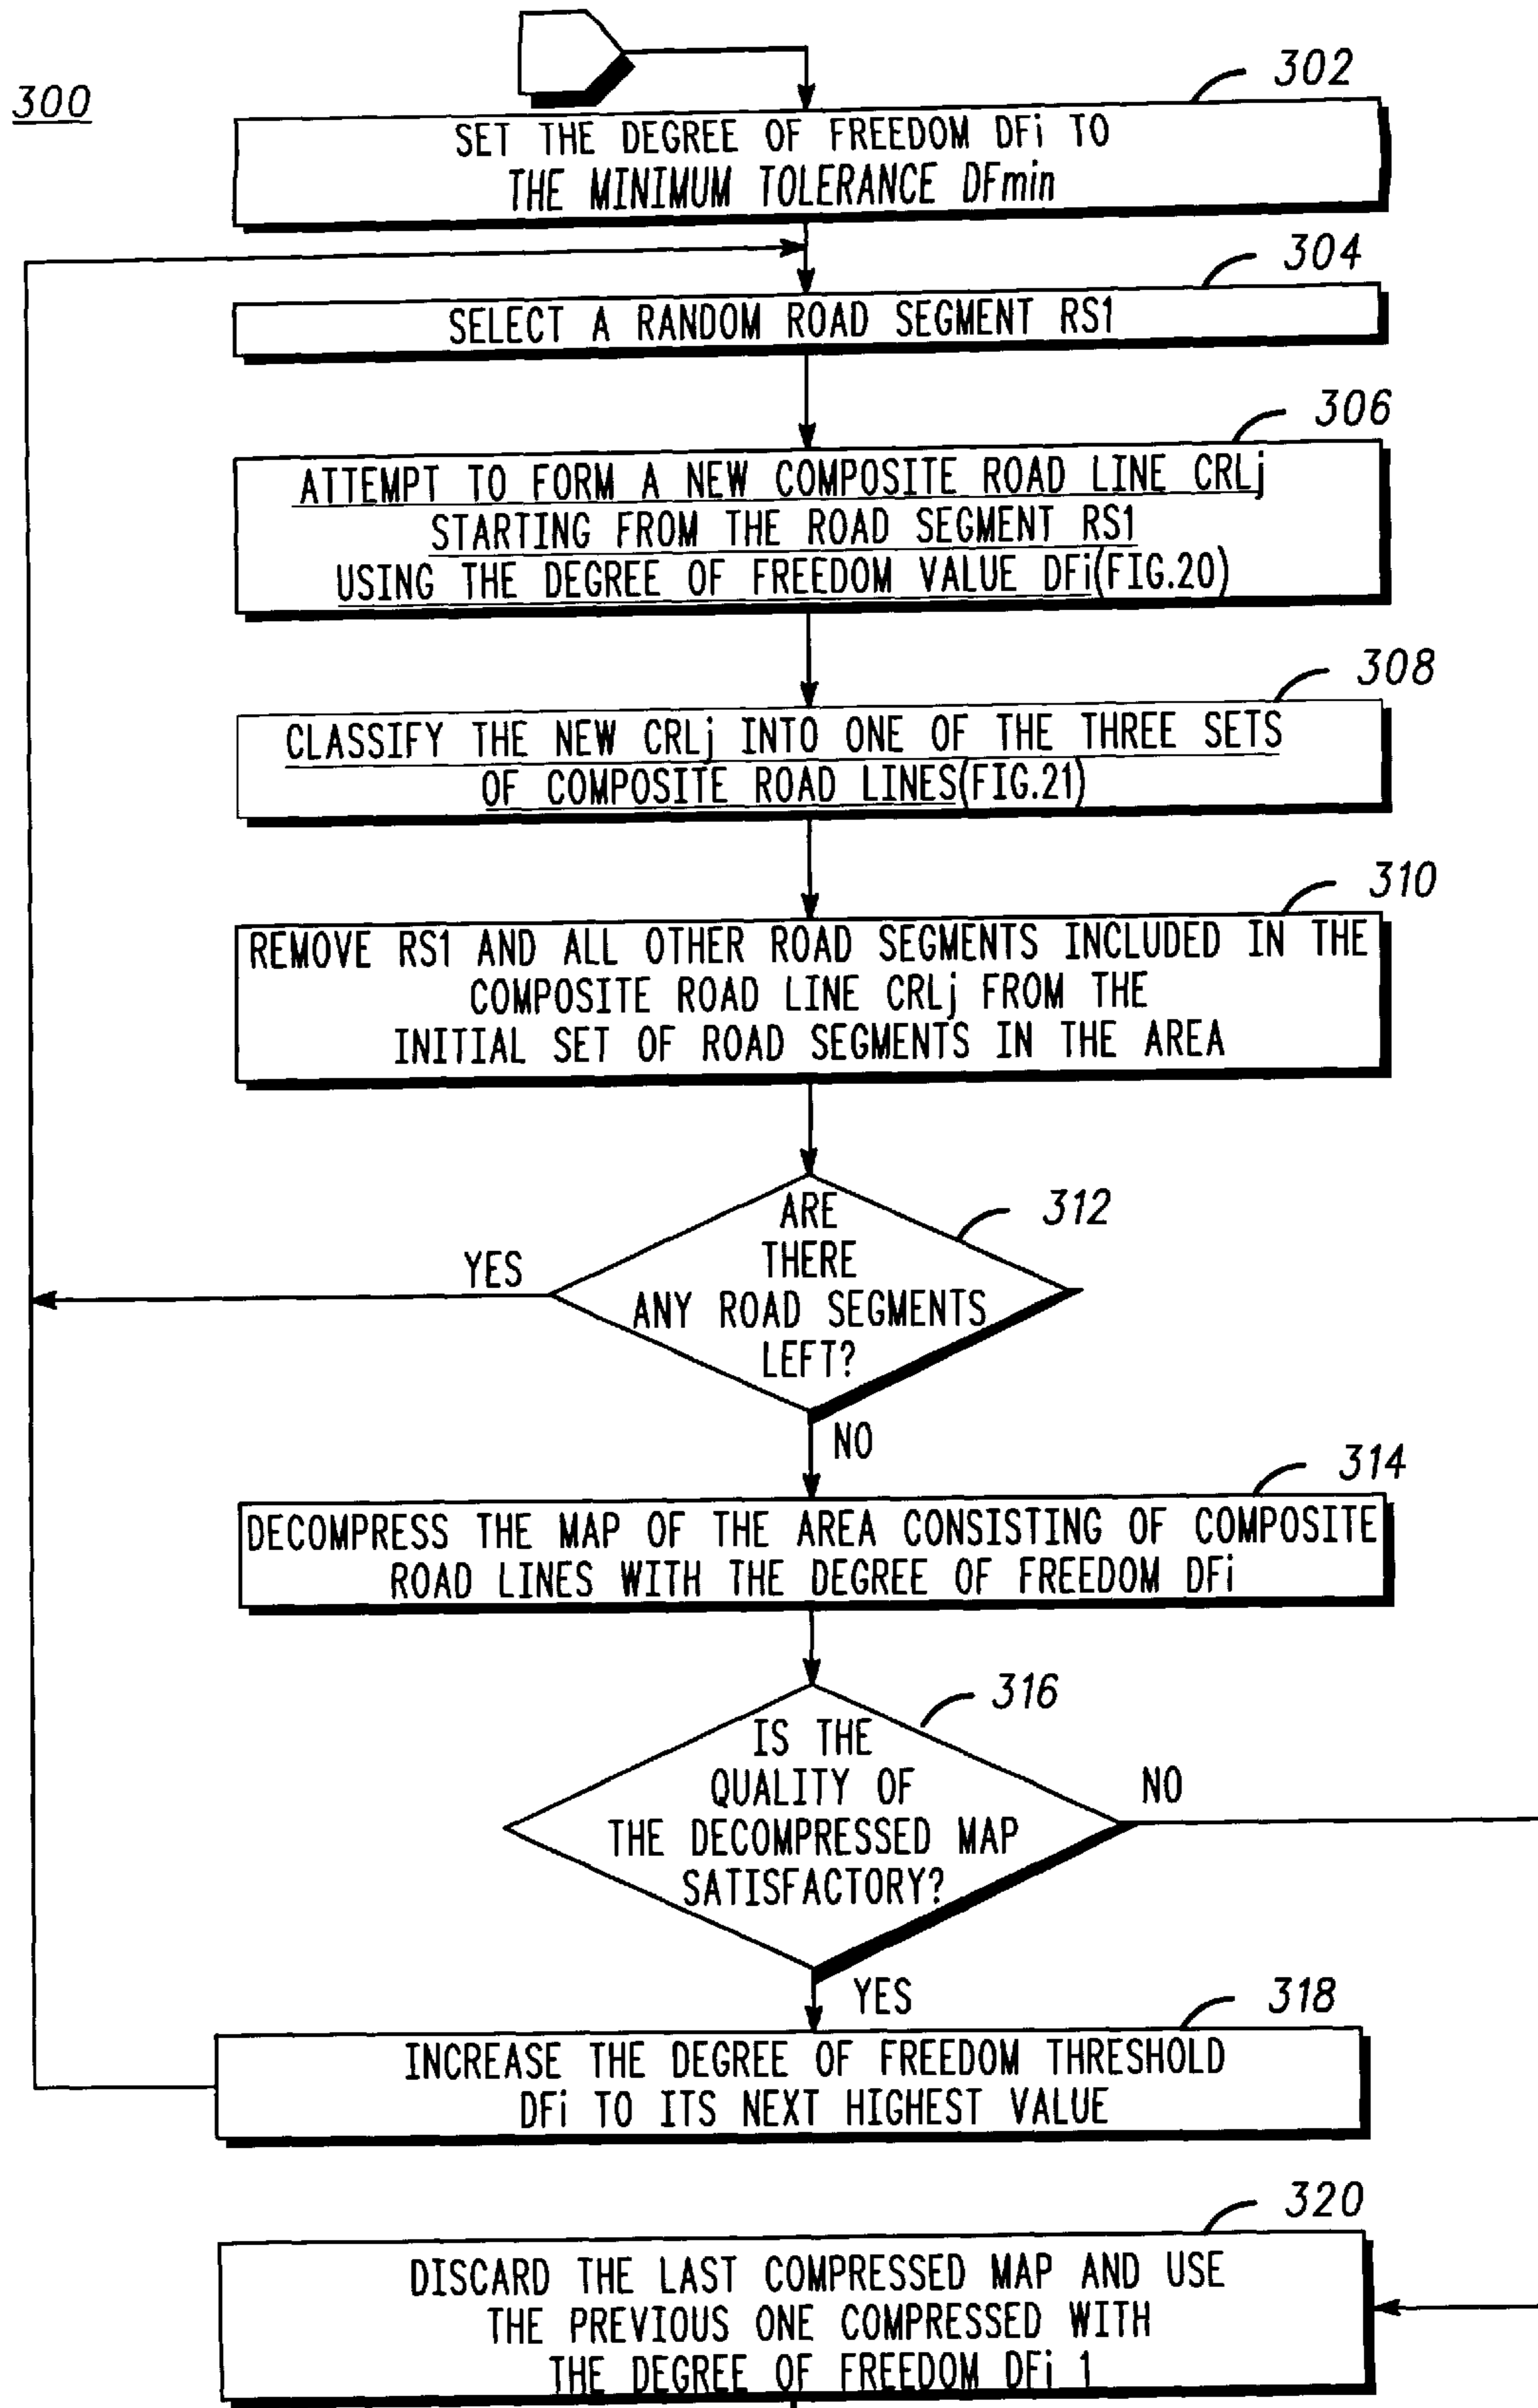 300
302
SET THE DEGREE OF FREEDOM DFi TO
THE MINIMUM TOLERANCE DFmin
304
SELECT A RANDOM ROAD SEGMENT RS1
306
ATTEMPT TO FORM A NEW COMPOSITE ROAD LINE CRLj
STARTING FROM THE ROAD SEGMENT RS1
USING THE DEGREE OF FREEDOM VALUE DFi(FIG.20)
308
CLASSIFY THE NEW CRLj INTO ONE OF THE THREE SETS
OF COMPOSITE ROAD LINES(FIG.21)
310
REMOVE RS1 AND ALL OTHER ROAD SEGMENTS INCLUDED IN THE
COMPOSITE ROAD LINE CRLj FROM THE
INITIAL SET OF ROAD SEGMENTS IN THE AREA
312
ARE
THERE
ANY ROAD SEGMENTS
LEFT?
YES
NO
314
DECOMPRESS THE MAP OF THE AREA CONSISTING OF COMPOSITE
ROAD LINES WITH THE DEGREE OF FREEDOM DFi
316
IS THE
QUALITY OF
THE DECOMPRESSED MAP
SATISFACTORY?
NO
YES
318
INCREASE THE DEGREE OF FREEDOM THRESHOLD
DFi TO ITS NEXT HIGHEST VALUE
320
DISCARD THE LAST COMPRESSED MAP AND USE
THE PREVIOUS ONE COMPRESSED WITH
THE DEGREE OF FREEDOM DFi 1